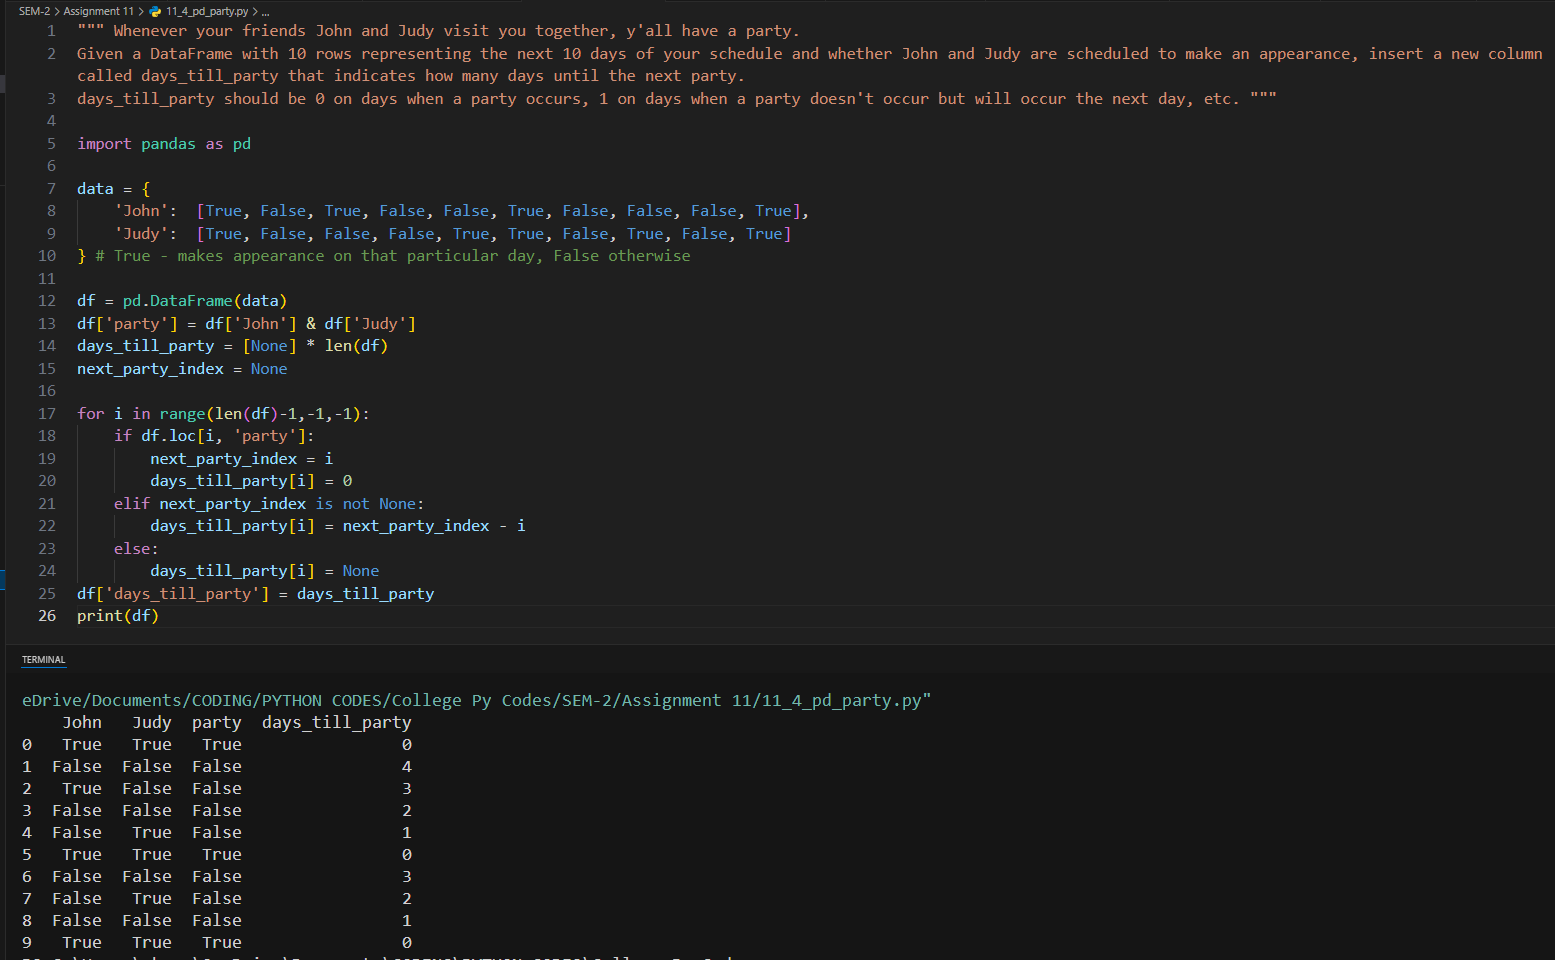 SEM-2 > Assignment 11 > 11_4_pd_party.py > ...
1 """ Whenever your friends John and Judy visit you together, y'all have a party.
2 Given a DataFrame with 10 rows representing the next 10 days of your schedule and whether John and Judy are scheduled to make an appearance, insert a new column
called days_till_party that indicates how many days until the next party.
3 days_till_party should be 0 on days when a party occurs, 1 on days when a party doesn't occur but will occur the next day, etc. """
4
5 import pandas as pd
6
7 data = {
8     'John':  [True, False, True, False, False, True, False, False, False, True],
9     'Judy':  [True, False, False, False, True, True, False, True, False, True]
10 } # True - makes appearance on that particular day, False otherwise
11
12 df = pd.DataFrame(data)
13 df['party'] = df['John'] & df['Judy']
14 days_till_party = [None] * len(df)
15 next_party_index = None
16
17 for i in range(len(df)-1,-1,-1):
18     if df.loc[i, 'party']:
19         next_party_index = i
20         days_till_party[i] = 0
21     elif next_party_index is not None:
22         days_till_party[i] = next_party_index - i
23     else:
24         days_till_party[i] = None
25 df['days_till_party'] = days_till_party
26 print(df)
TERMINAL
eDrive/Documents/CODING/PYTHON CODES/College Py Codes/SEM-2/Assignment 11/11_4_pd_party.py"
    John   Judy  party  days_till_party
0   True   True   True                0
1  False  False  False                4
2   True  False  False                3
3  False  False  False                2
4  False   True  False                1
5   True   True   True                0
6  False  False  False                3
7  False   True  False                2
8  False  False  False                1
9   True   True   True                0